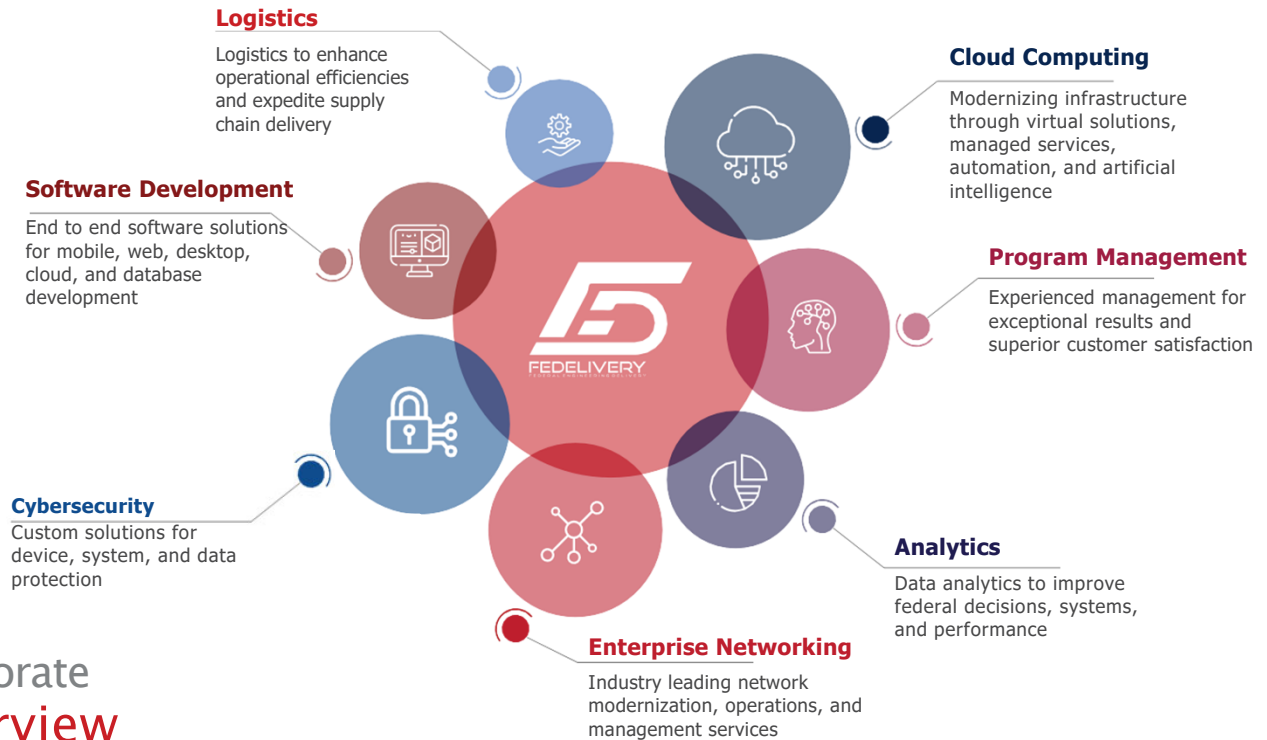 Logistics
Logistics to enhance
operational efficiencies
and expedite supply
chain delivery
Cloud Computing
Modernizing infrastructure
through virtual solutions,
managed services,
automation, and artificial
intelligence
Software Development
End to end software solutions
for mobile, web, desktop,
cloud, and database
development
Program Management
Experienced management for
exceptional results and
superior customer satisfaction
FEDELIVERY
FEDERAL ENGINEERING DELIVERY
Cybersecurity
Custom solutions for
device, system, and data
protection
Analytics
Data analytics to improve
federal decisions, systems,
and performance
Enterprise Networking
Industry leading network
modernization, operations, and
management services
orate
rview